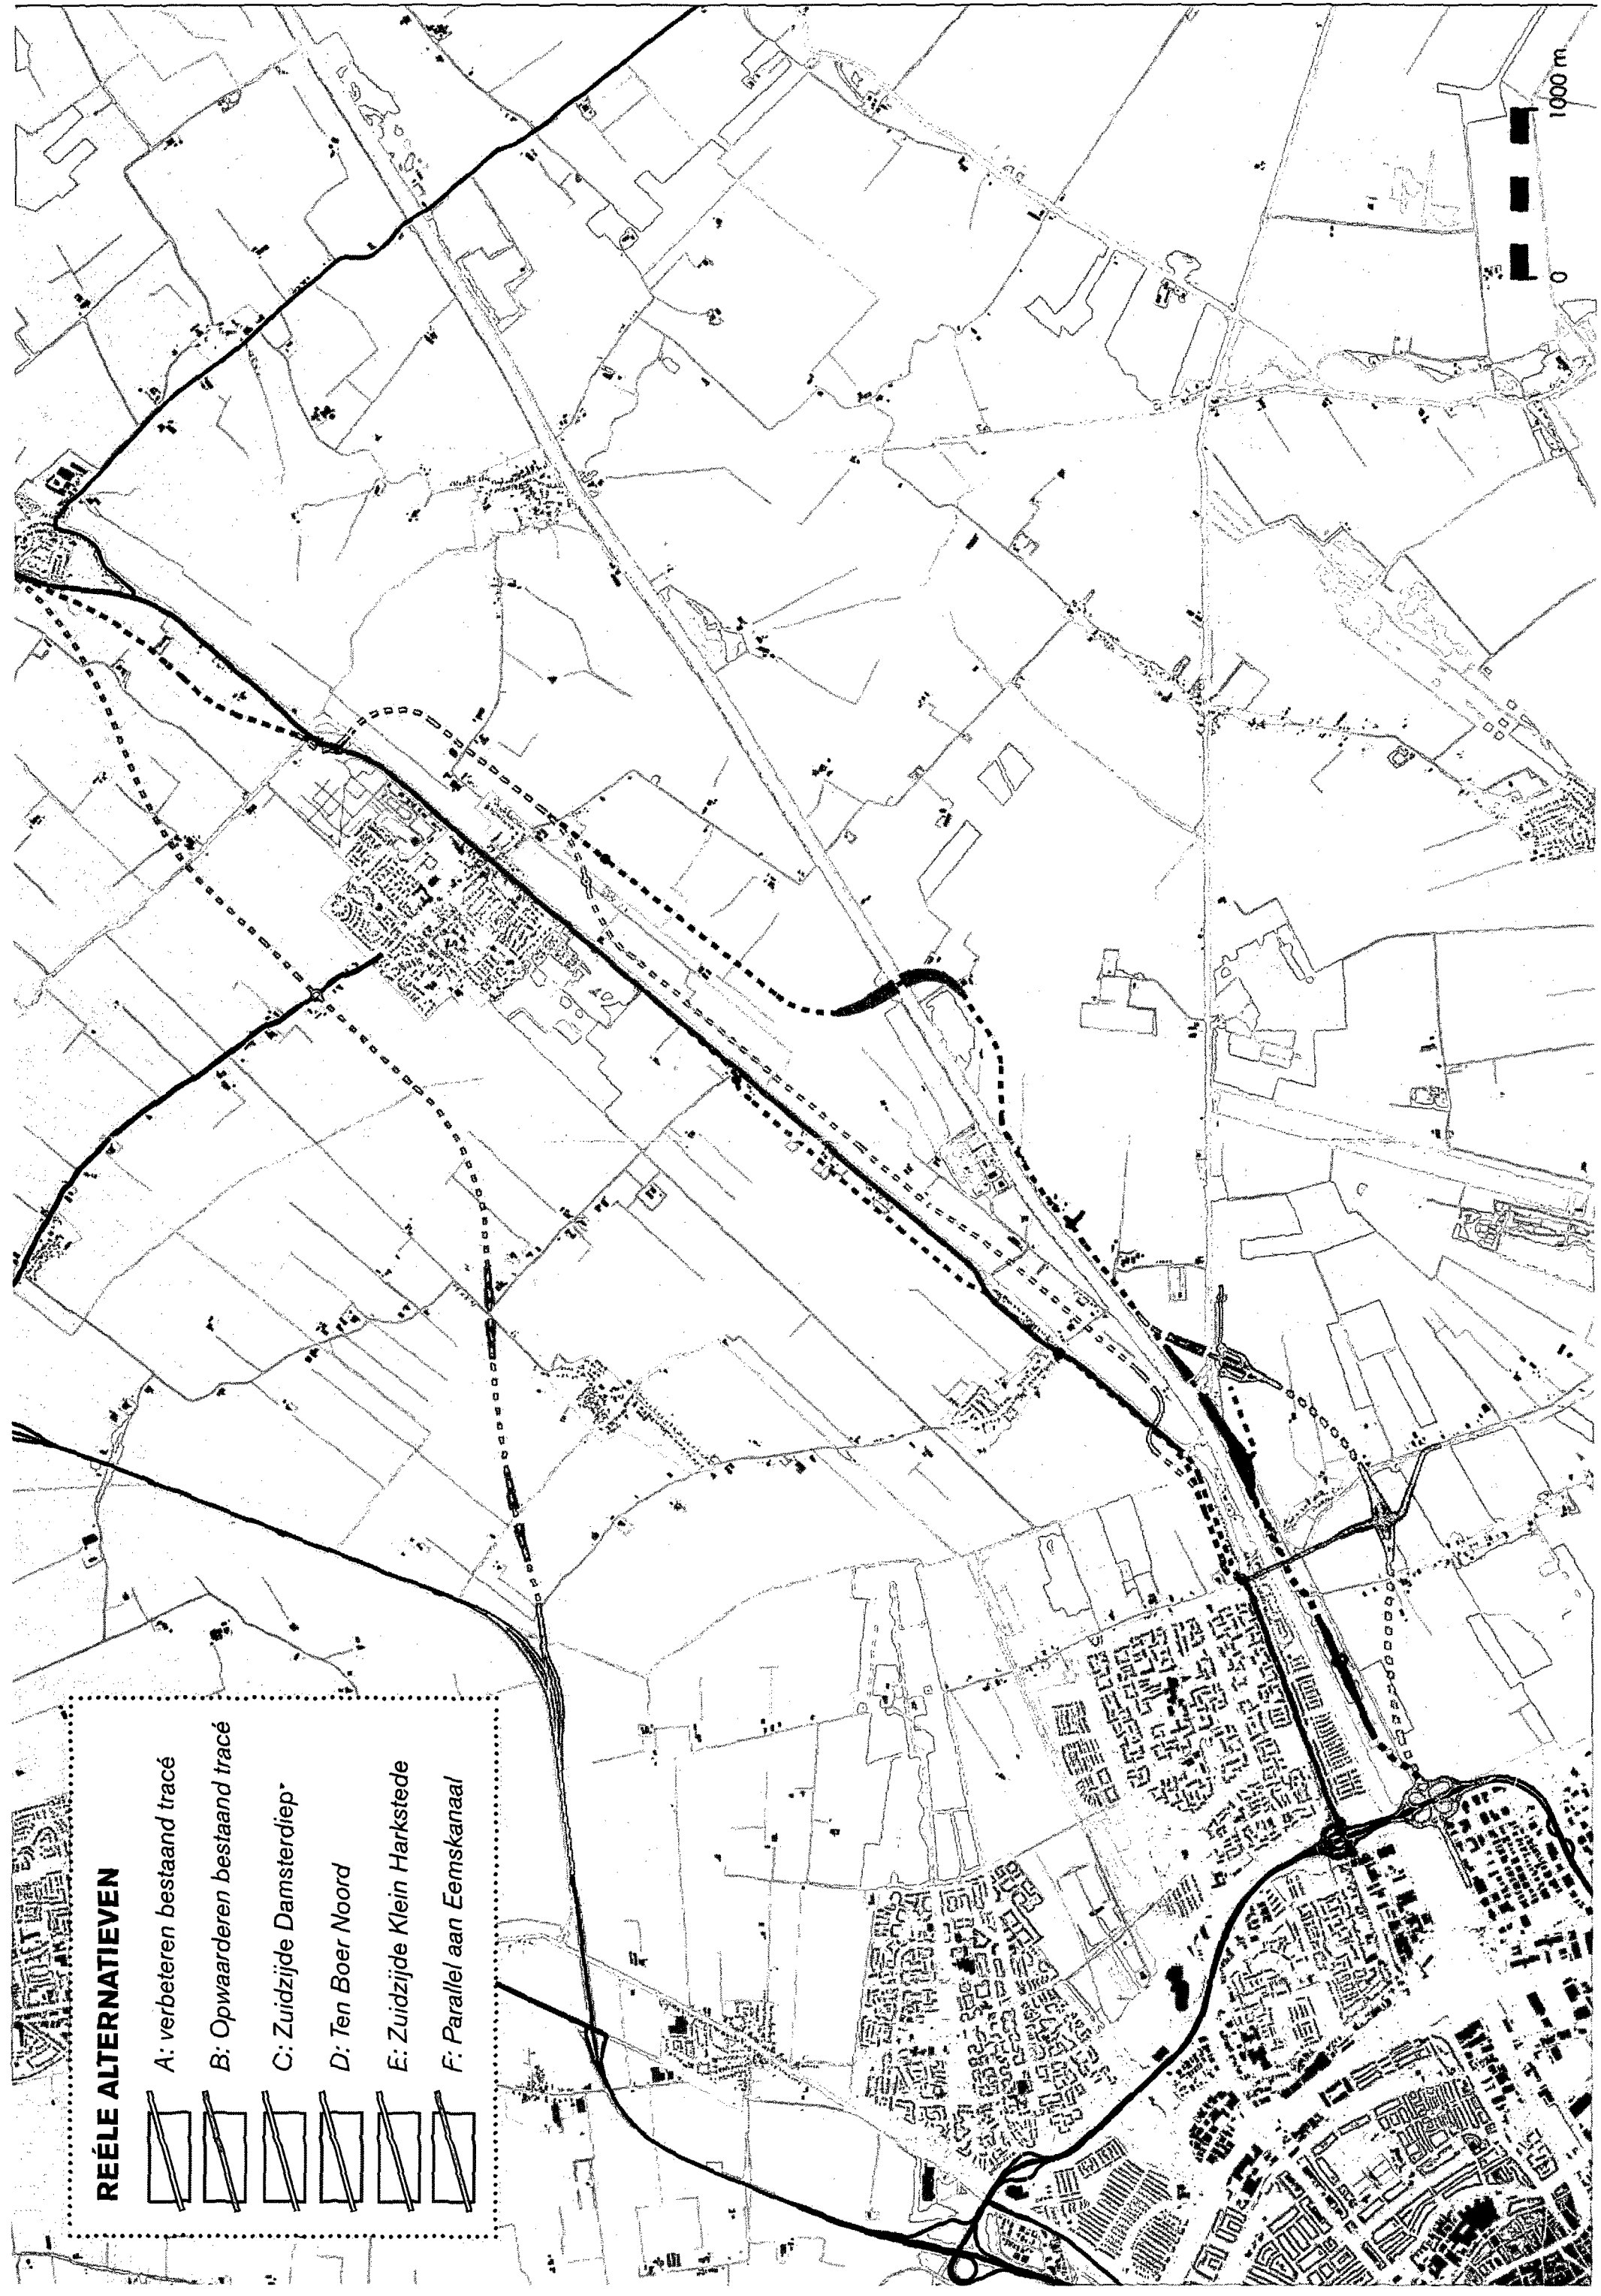 REËLE ALTERNATIEVEN
A: verbeteren bestaand tracé
B: Opwaarderen bestaand tracé
C: Zuidzijde Damsterdiep
D: Ten Boer Noord
E: Zuidzijde Klein Harkstede
F: Parallel aan Eemskanaal
0 1000 m